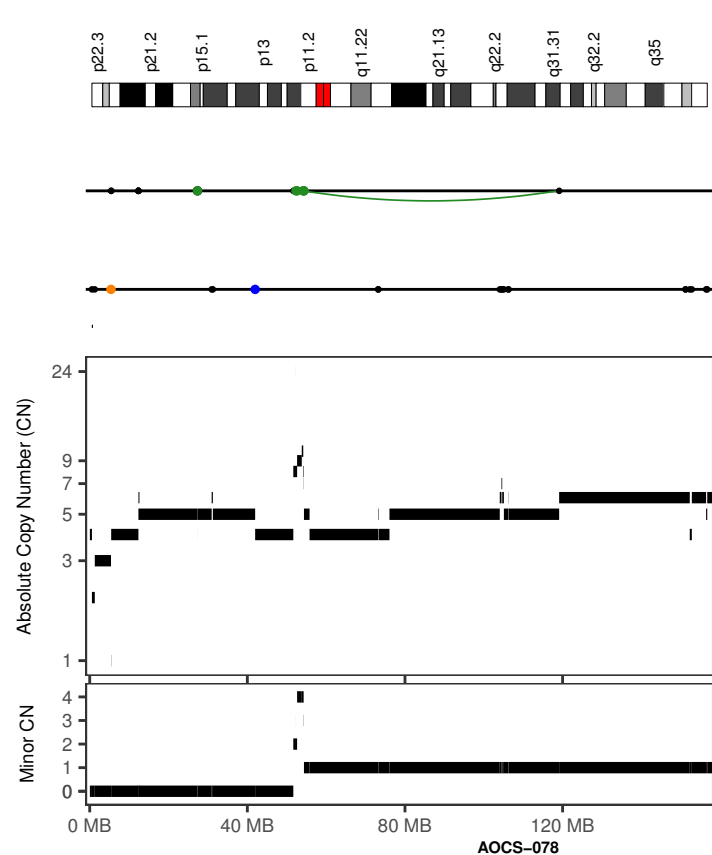 p22.3
p21.2
p15.1
p13
p11.2
q11.22
q21.13
q22.2
q31.31
q32.2
q35
Absolute Copy Number (CN)
24
9
7
5
3
1
Minor CN
4
3
2
1
0
0 MB
40 MB
80 MB
120 MB
AOCS−078